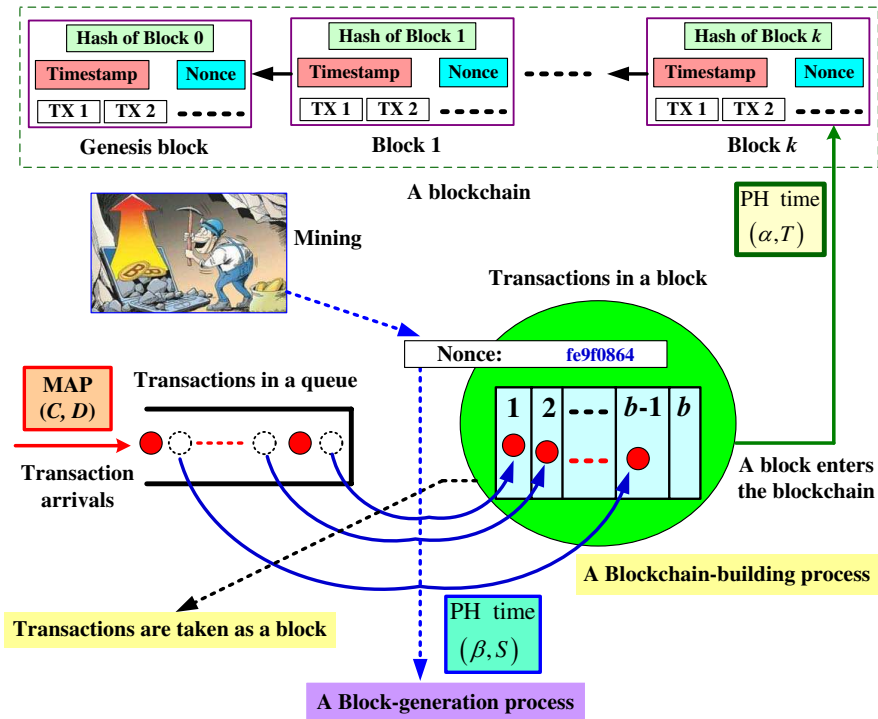 Hash of Block 0
Timestamp
Nonce
TX 1
TX 2
Genesis block
Hash of Block 1
Timestamp
Nonce
TX 1
TX 2
Block 1
Hash of Block k
Timestamp
Nonce
TX 1
TX 2
Block k
A blockchain
PH time
(α,T)
Mining
Transactions in a block
Nonce: fe9f0864
MAP
(C, D)
Transactions in a queue
1 2 b-1 b
Transaction
arrivals
A block enters
the blockchain
A Blockchain-building process
Transactions are taken as a block
PH time
(β,S)
A Block-generation process